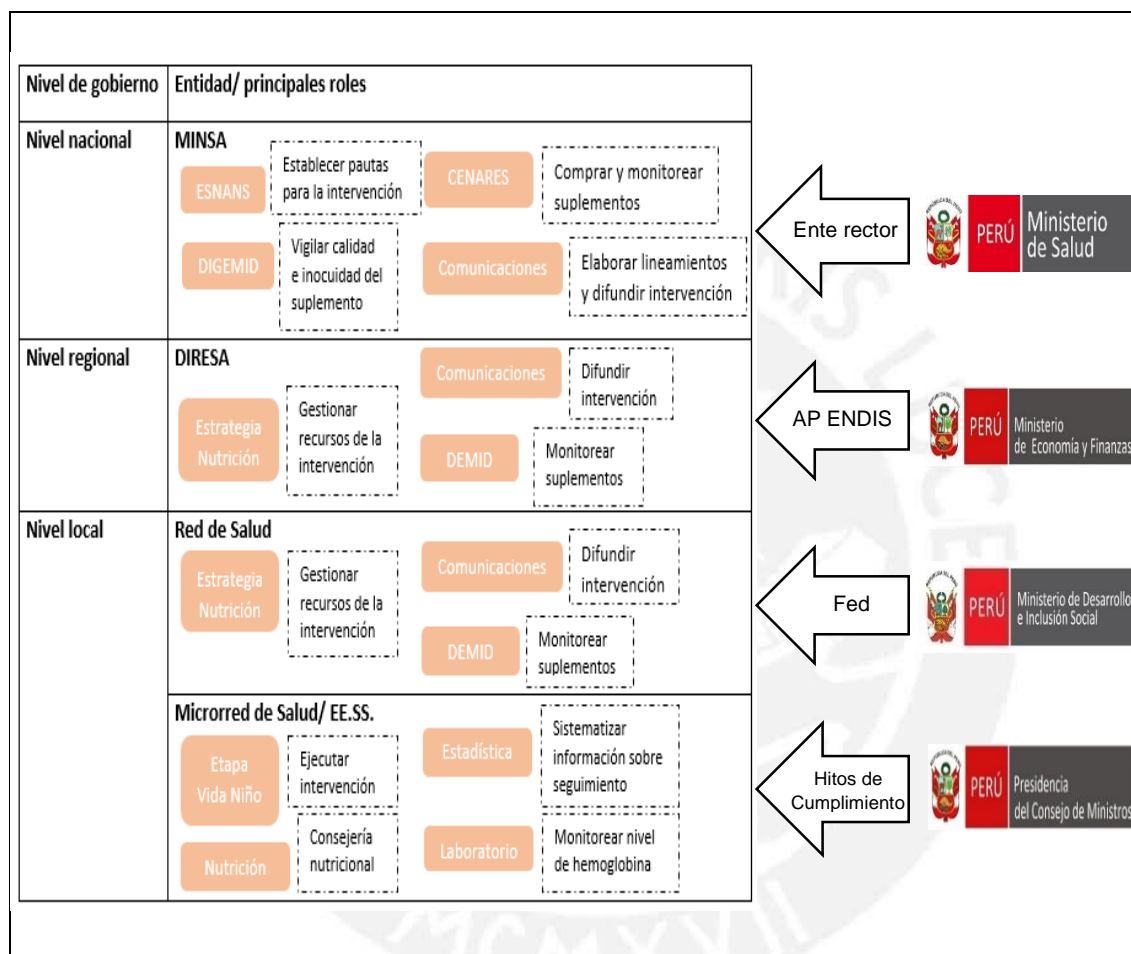 Nivel de gobierno
Entidad/ principales roles
Nivel nacional
MINSA
ESNANS
Establecer pautas
para la intervención
CENARES
Comprar y monitorear
suplementos
DIGEMID
Vigilar calidad
e inocuidad del
suplemento
Comunicaciones
Elaborar lineamientos
y difundir intervención
Ente rector
PERÚ
Ministerio
de Salud
Nivel regional
DIRESA
Estrategia
Nutrición
Gestionar
recursos de la
intervención
Comunicaciones
Difundir
intervención
DEMID
Monitorear
suplementos
AP ENDIS
PERÚ
Ministerio
de Economía y Finanzas
Nivel local
Red de Salud
Estrategia
Nutrición
Gestionar
recursos de la
intervención
Comunicaciones
Difundir
intervención
DEMID
Monitorear
suplementos
Fed
PERÚ
Ministerio de Desarrollo
e Inclusión Social
Microrred de Salud/ EE.SS.
Etapa
Vida Niño
Ejecutar
intervención
Estadística
Sistematizar
información sobre
seguimiento
Nutrición
Consejería
nutricional
Laboratorio
Monitorear nivel
de hemoglobina
Hitos de
Cumplimiento
PERÚ
Presidencia
del Consejo de Ministros
MCMXVII